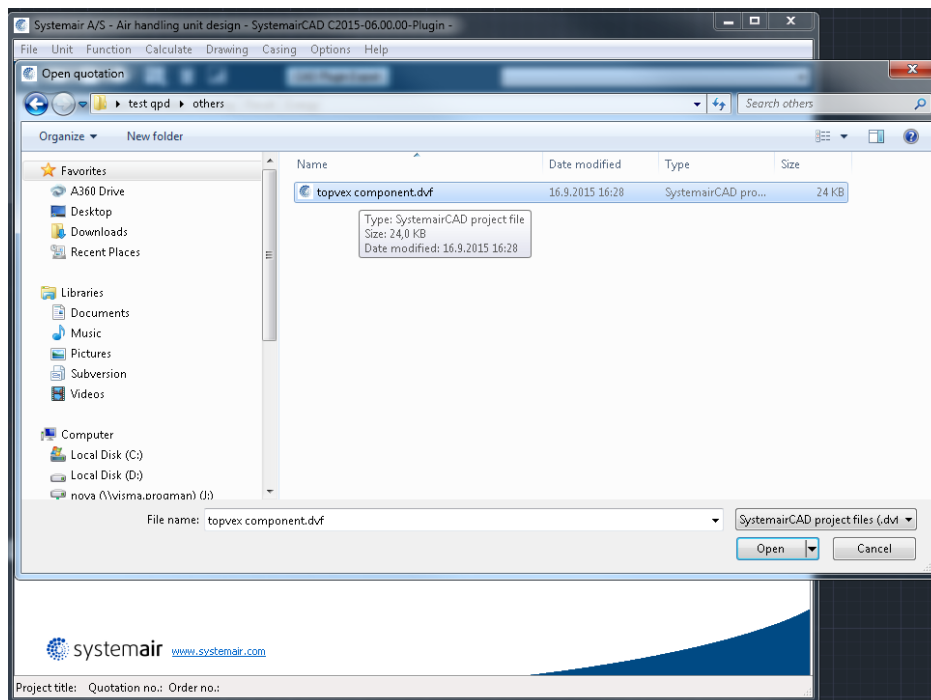 Systemair A/S - Air handling unit design - SystemairCAD C2015-06.00.00-Plugin -
File Unit Function Calculate Drawing Casing Options Help
Open quotation
test qpd others
Search others
Organize New folder
Name Date modified Type Size
Favorites
A360 Drive
Desktop
Downloads
Recent Places
Libraries
Documents
Music
Pictures
Subversion
Videos
Computer
Local Disk (C:)
Local Disk (D:)
nova (\\visma.progman) (J:)
topvex component.dvf 16.9.2015 16:28 SystemairCAD pro... 24 KB
Type: SystemairCAD project file
Size: 24,0 KB
Date modified: 16.9.2015 16:28
File name: topvex component.dvf SystemairCAD project files (.dvf
Open Cancel
systemair www.systemair.com
Project title: Quotation no.: Order no.: